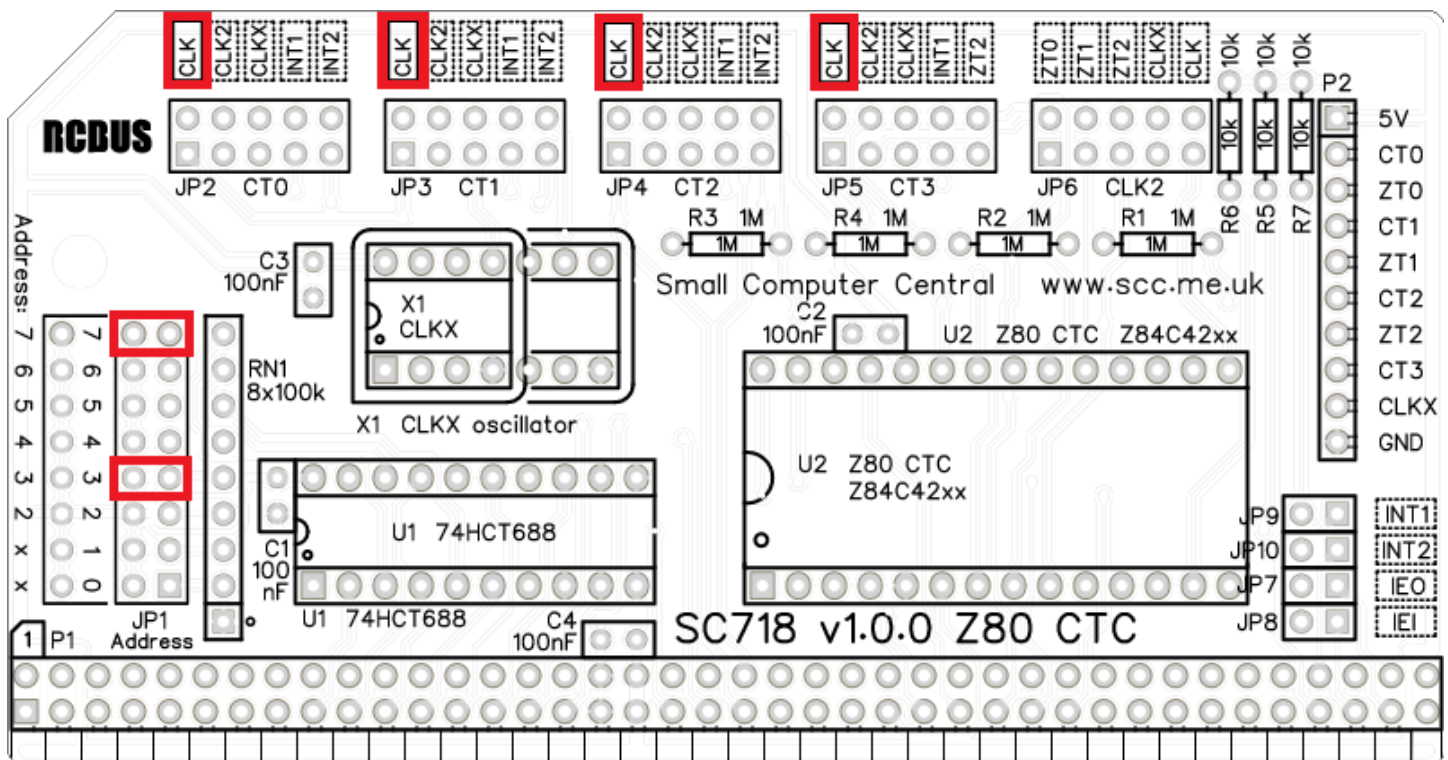 CLK CLK2 CLKX INT1 INT2
CLK CLK2 CLKX INT1 INT2
CLK CLK2 CLKX INT1 INT2
CLK CLK2 CLKX INT1 ZT2
ZT0 ZT1 ZT2 CLKX CLK
10k 10k 10k
P2
RCBUS
10k 10k 10k
5V
CT0
ZT0
CT1
ZT1
CT2
ZT2
CT3
CLKX
GND
JP2 CT0
JP3 CT1
JP4 CT2
JP5 CT3
JP6 CLK2
R6 R5 R7
R3 1M
1M
R4 1M
1M
R2 1M
1M
R1 1M
1M
Small Computer Central www.scc.me.uk
Address:
C3
100nF
X1
CLKX
X1 CLKX oscillator
C2
100nF
U2 Z80 CTC Z84C42xx
7 7
6 6
5 5
4 4
3 3
2 2
x 1
x 0
RN1
8x100k
JP1
Address
C1
100
nF
U1 74HCT688
U1 74HCT688
U2 Z80 CTC
Z84C42xx
JP9 INT1
JP10 INT2
JP7 IEO
JP8 IEI
1 P1
C4
100nF
SC718 v1.0.0 Z80 CTC